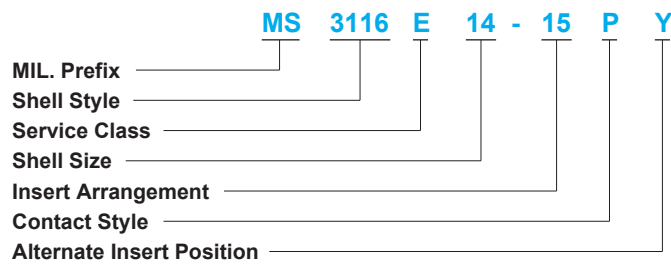 MS 3116 E 14 - 15 P Y
MIL. Prefix
Shell Style
Service Class
Shell Size
Insert Arrangement
Contact Style
Alternate Insert Position